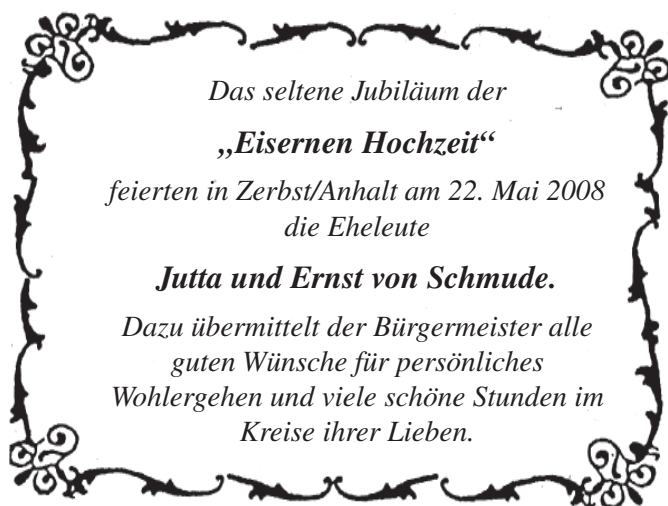 Das seltene Jubiläum der
„Eisernen Hochzeit“
feierten in Zerbst/Anhalt am 22. Mai 2008
die Eheleute
Jutta und Ernst von Schmude.
Dazu übermittelt der Bürgermeister alle
guten Wünsche für persönliches
Wohlergehen und viele schöne Stunden im
Kreise ihrer Lieben.